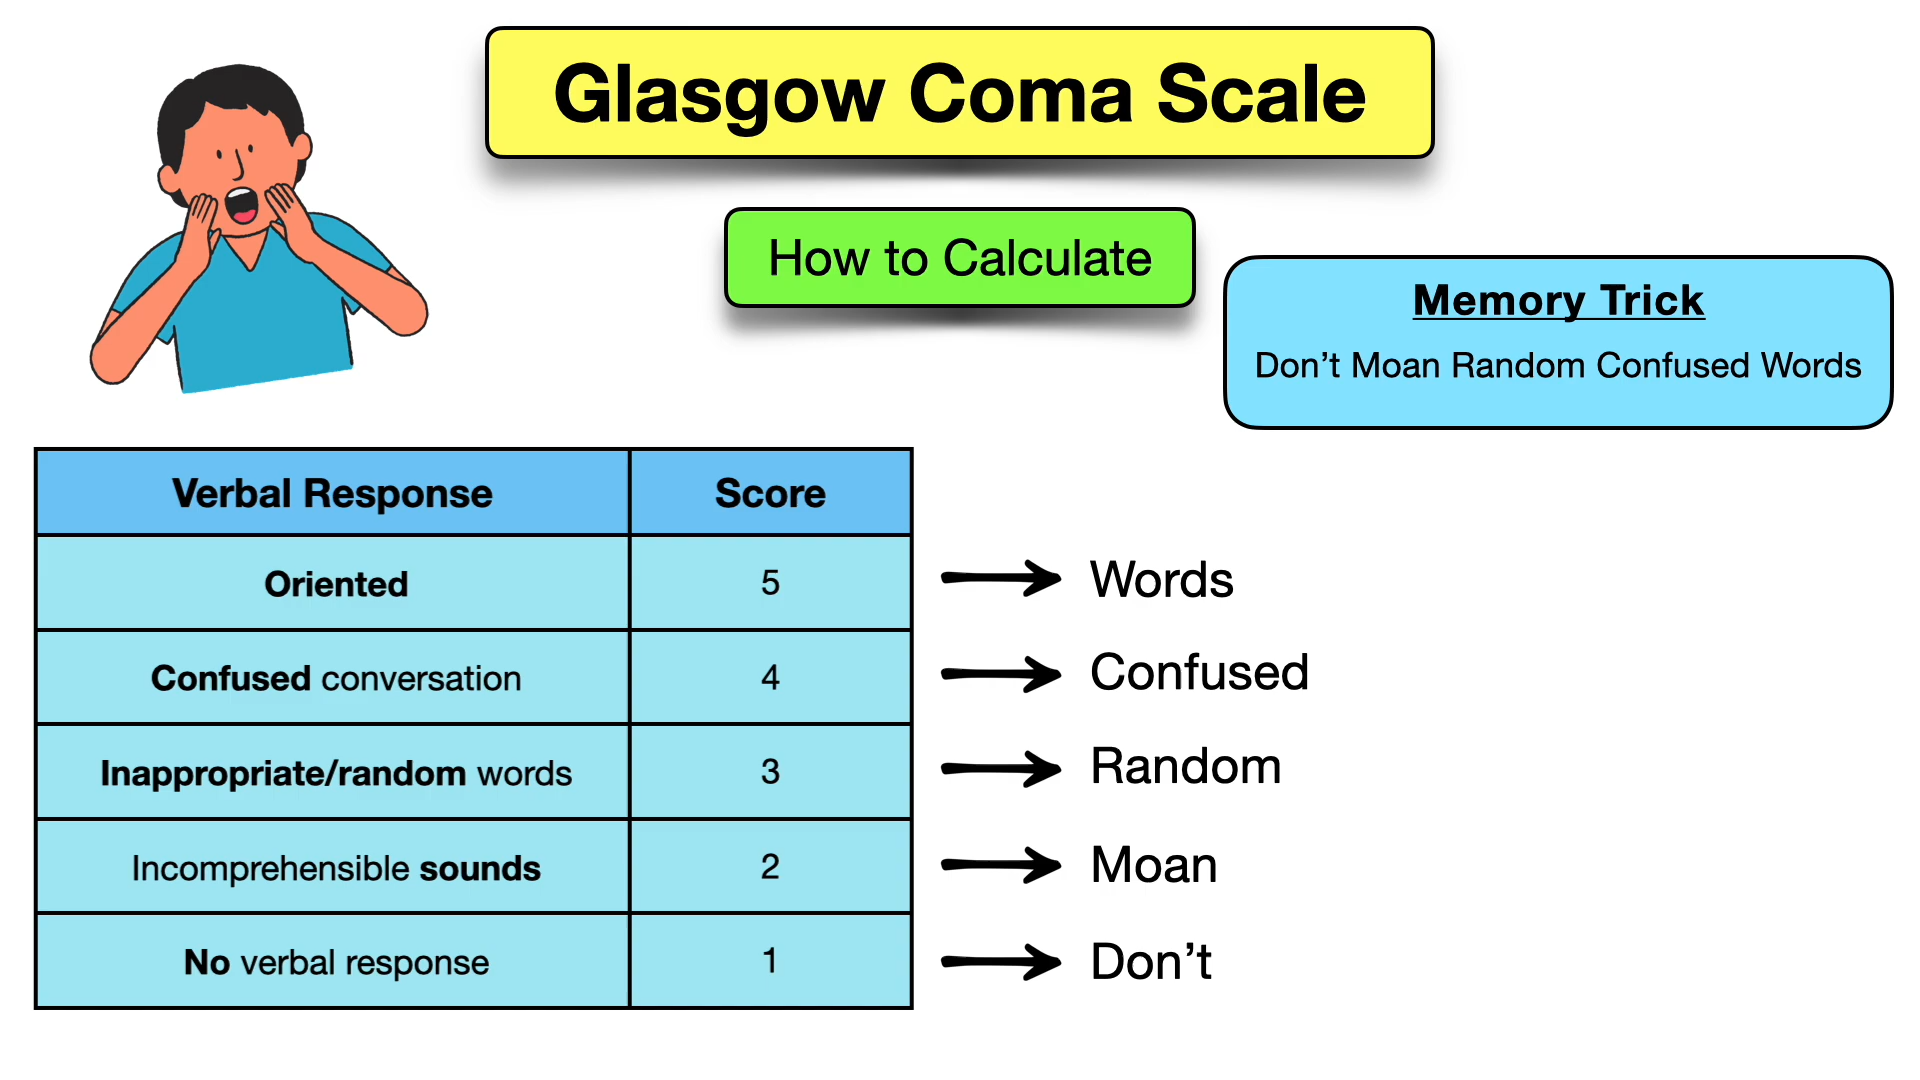 Glasgow Coma Scale
How to Calculate
Memory Trick
Don’t Moan Random Confused Words
Verbal Response Score
Oriented 5 Words
Confused conversation 4 Confused
Inappropriate/random words 3 Random
Incomprehensible sounds 2 Moan
No verbal response 1 Don’t